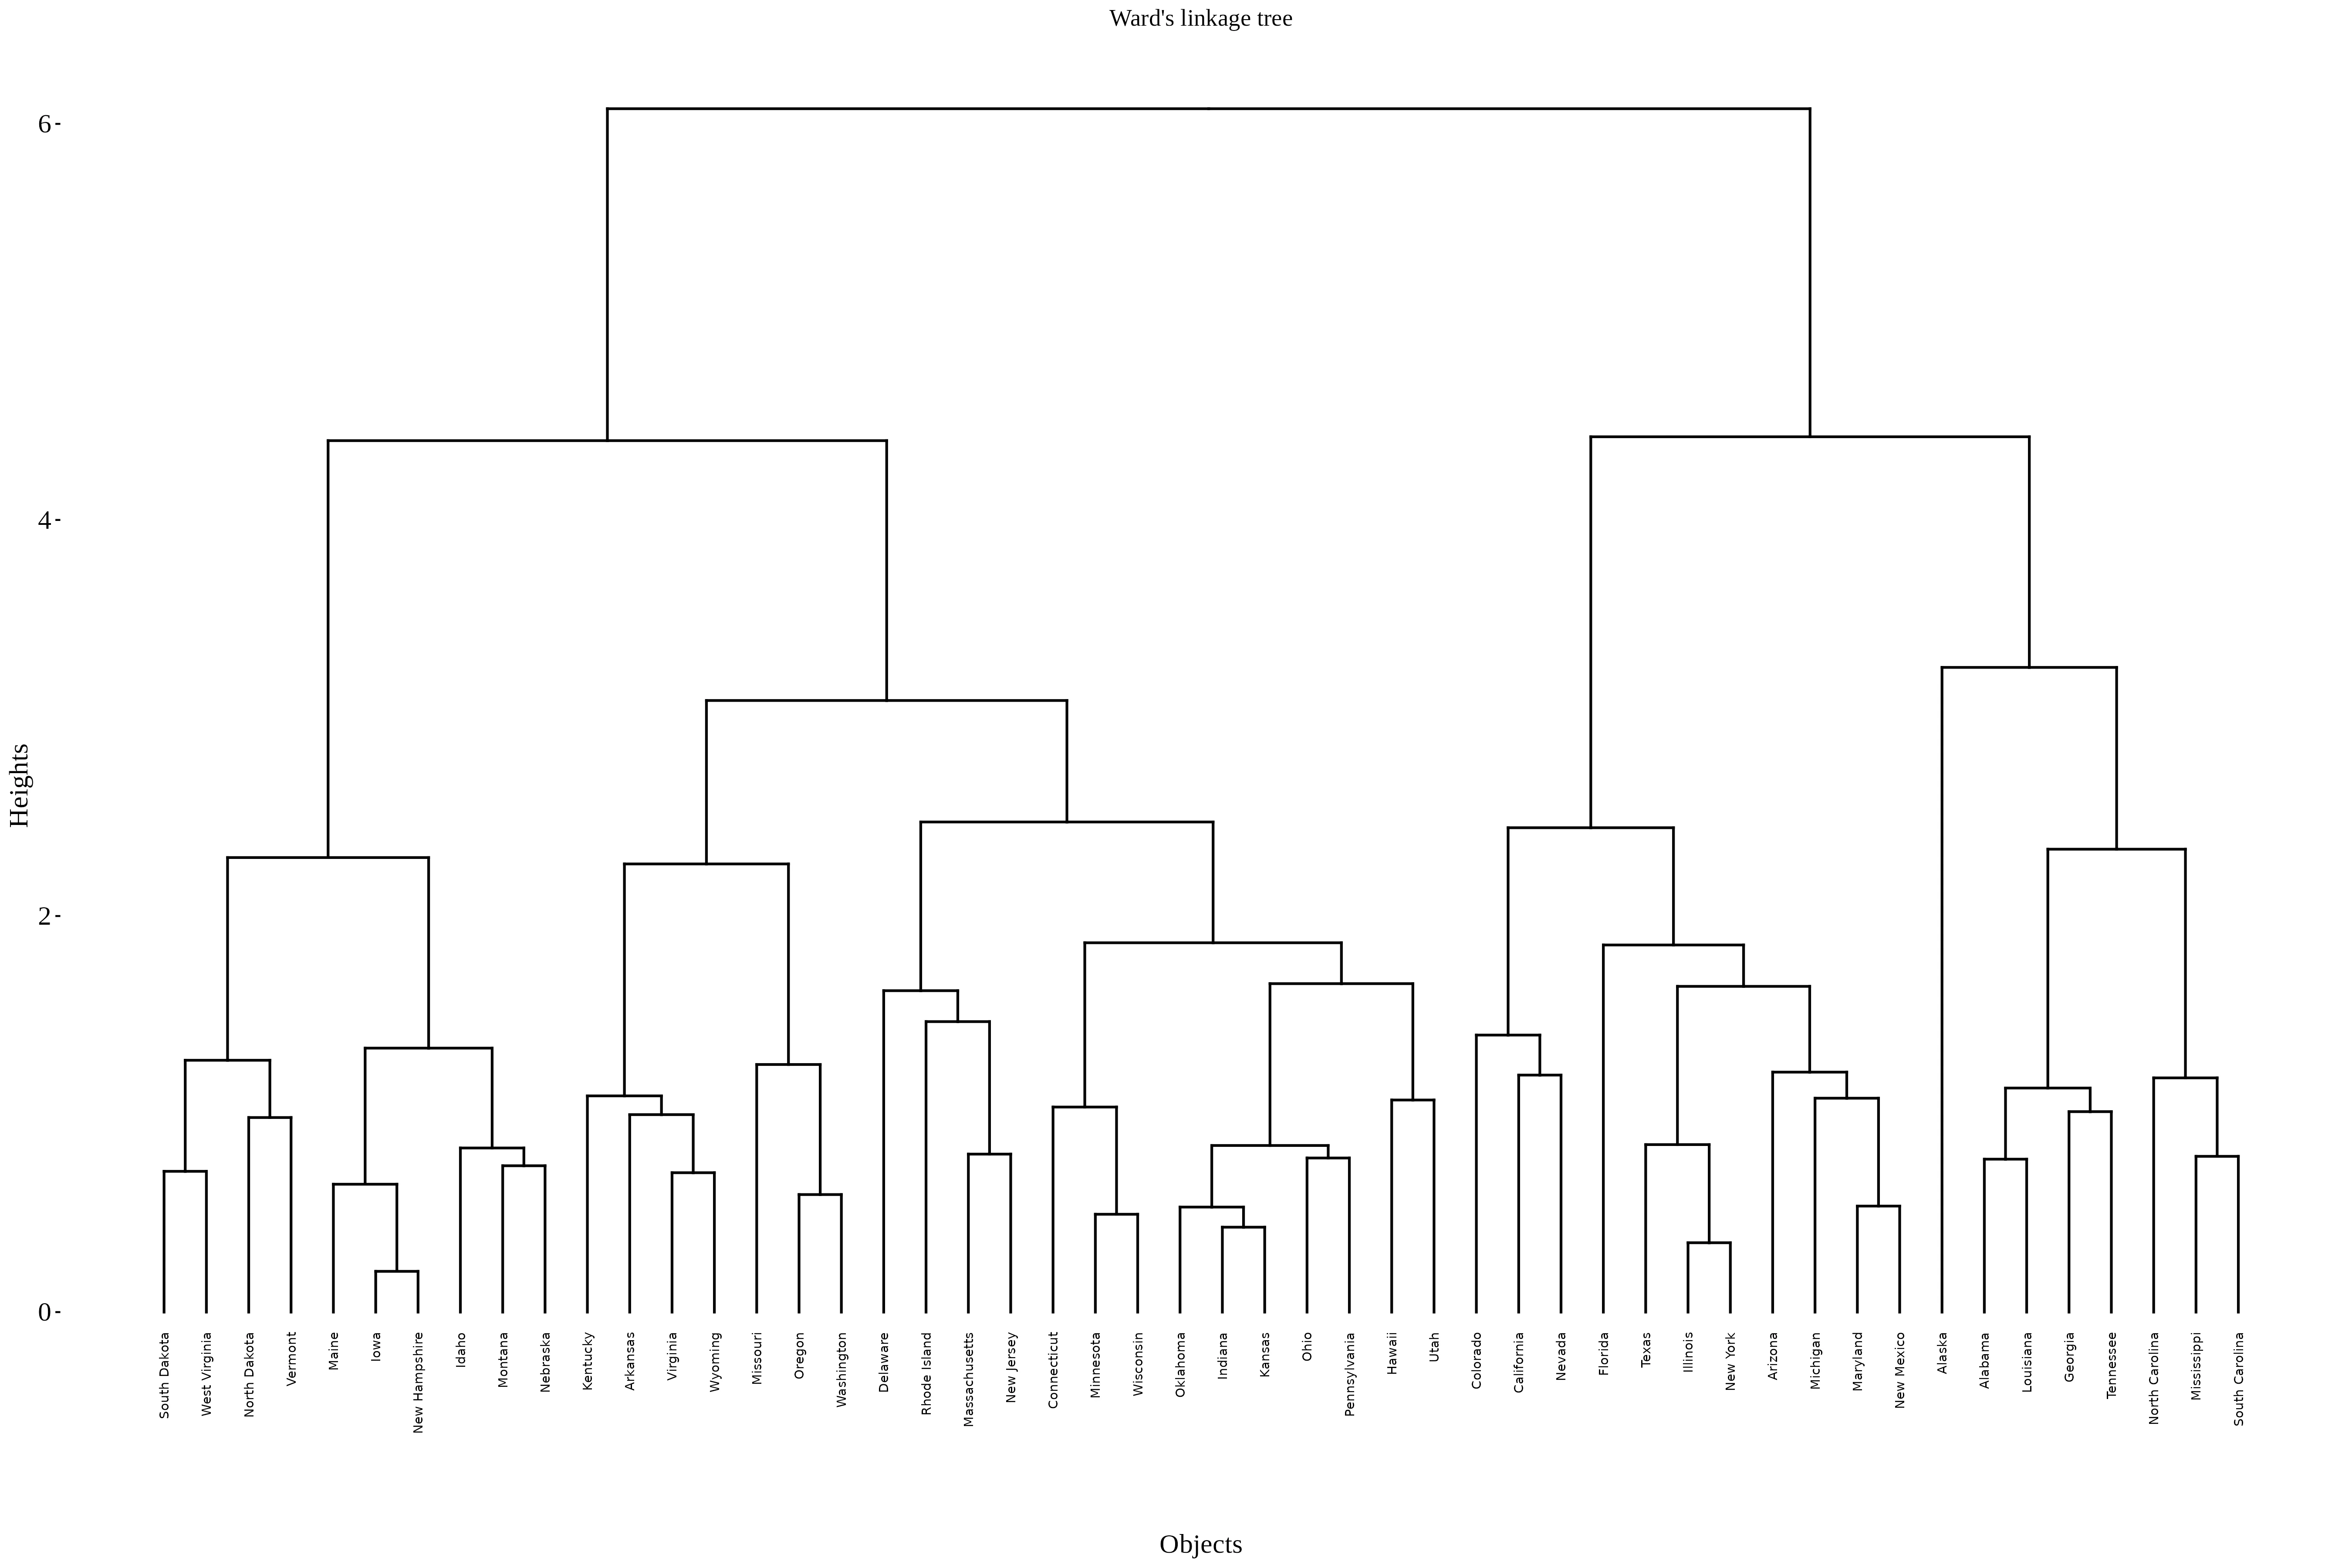 Ward's linkage tree
6
4
2
0
Heights
South Dakota
West Virginia
North Dakota
Vermont
Maine
Iowa
New Hampshire
Idaho
Montana
Nebraska
Kentucky
Arkansas
Virginia
Wyoming
Missouri
Oregon
Washington
Delaware
Rhode Island
Massachusetts
New Jersey
Connecticut
Minnesota
Wisconsin
Oklahoma
Indiana
Kansas
Ohio
Pennsylvania
Hawaii
Utah
Colorado
California
Nevada
Florida
Texas
Illinois
New York
Arizona
Michigan
Maryland
New Mexico
Alaska
Alabama
Louisiana
Georgia
Tennessee
North Carolina
Mississippi
South Carolina
Objects